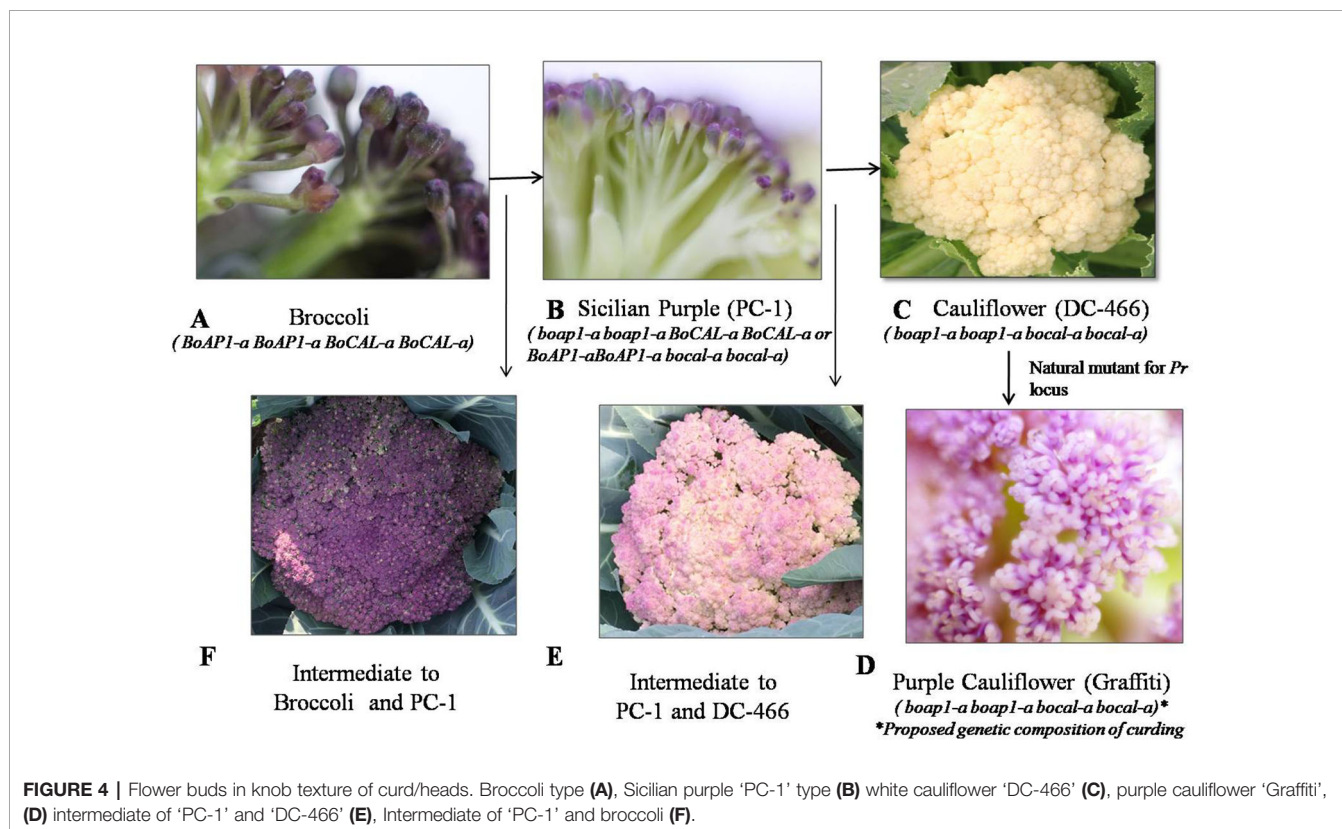 A Broccoli
( BoAP1-a BoAP1-a BoCAL-a BoCAL-a)
B Sicilian Purple (PC-1)
( boap1-a boap1-a BoCAL-a BoCAL-a or
BoAP1-aBoAP1-a bocal-a bocal-a)
C Cauliflower (DC-466)
(boap1-a boap1-a bocal-a bocal-a)
Natural mutant for Pr
locus
F
Intermediate to
Broccoli and PC-1
E
Intermediate to
PC-1 and DC-466
D
Purple Cauliflower (Graffiti)
( boap1-a boap1-a bocal-a bocal-a)*
*Proposed genetic composition of curding
FIGURE 4 | Flower buds in knob texture of curd/heads. Broccoli type (A), Sicilian purple ‘PC-1’ type (B) white cauliflower ‘DC-466’ (C), purple cauliflower ‘Graffiti’,
(D) intermediate of ‘PC-1’ and ‘DC-466’ (E), Intermediate of ‘PC-1’ and broccoli (F).